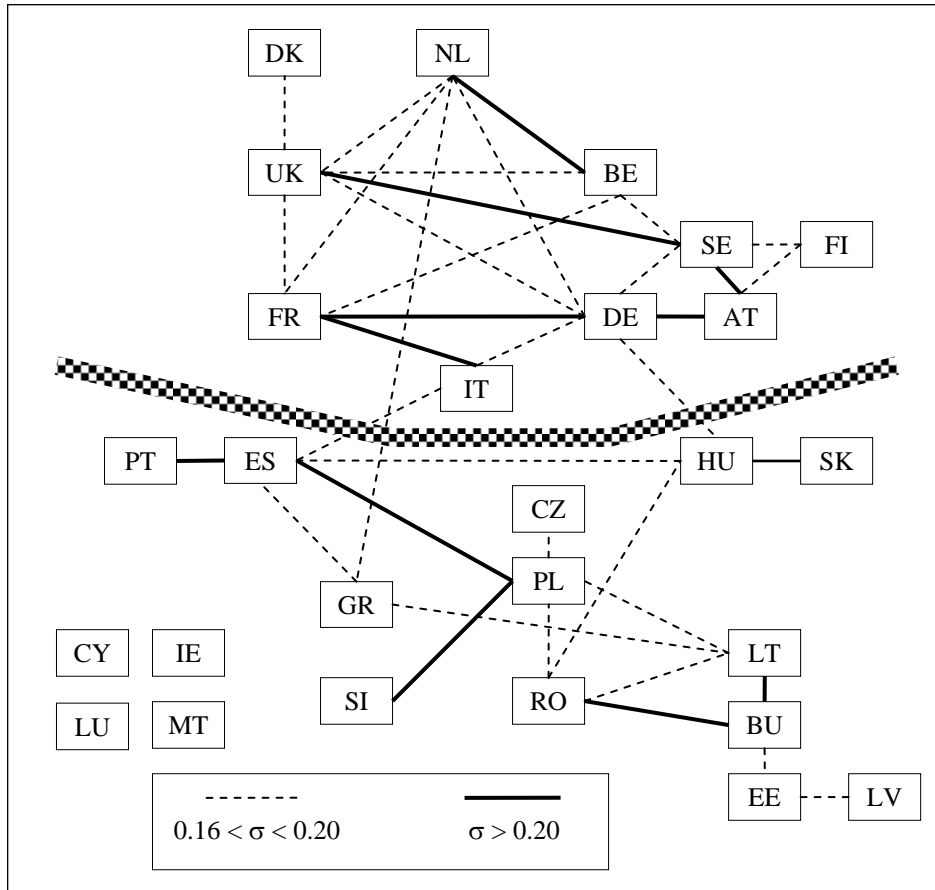 DK
NL
UK
BE
SE
FI
FR
DE
AT
IT
PT
ES
HU
SK
CZ
PL
GR
CY
IE
LT
SI
RO
LU
MT
BU
EE
LV
0.16 < σ < 0.20
σ > 0.20